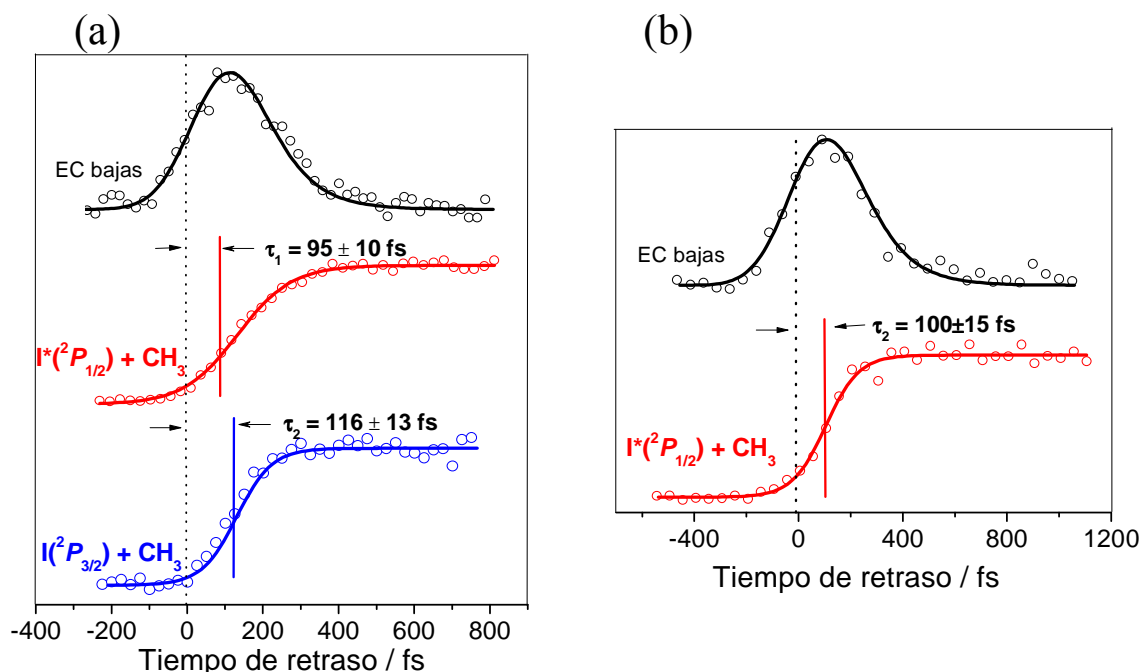 (a)
EC bajas
τ₁ = 95 ± 10 fs
I*(²P₁/₂) + CH₃
τ₂ = 116 ± 13 fs
I(²P₃/₂) + CH₃
-400 -200 0 200 400 600 800
Tiempo de retraso / fs
(b)
EC bajas
τ₂ = 100±15 fs
I*(²P₁/₂) + CH₃
-400 0 400 800 1200
Tiempo de retraso / fs